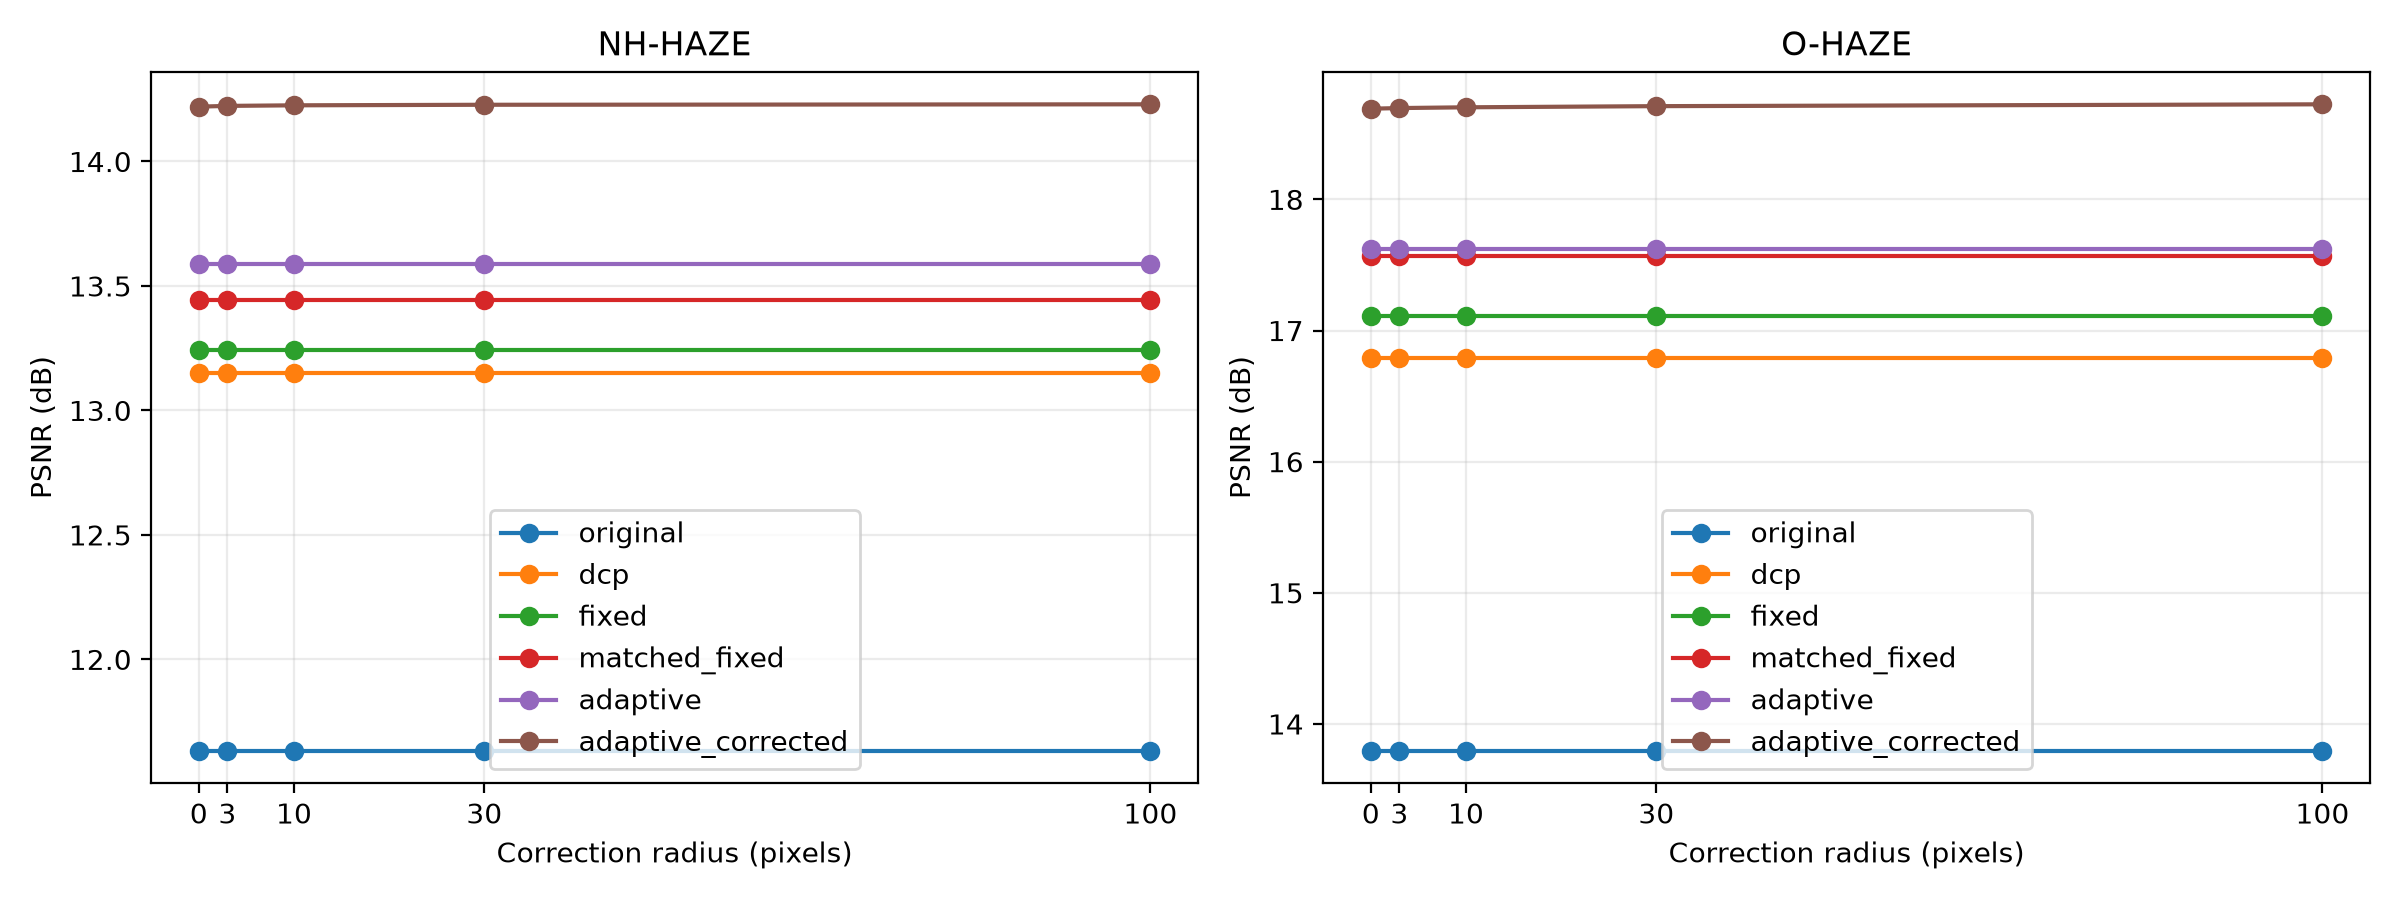 NH-HAZE
PSNR (dB)
14.0
13.5
13.0
12.5
12.0
original
dcp
fixed
matched_fixed
adaptive
adaptive_corrected
0 3 10 30 100
Correction radius (pixels)
O-HAZE
PSNR (dB)
18
17
16
15
14
original
dcp
fixed
matched_fixed
adaptive
adaptive_corrected
0 3 10 30 100
Correction radius (pixels)